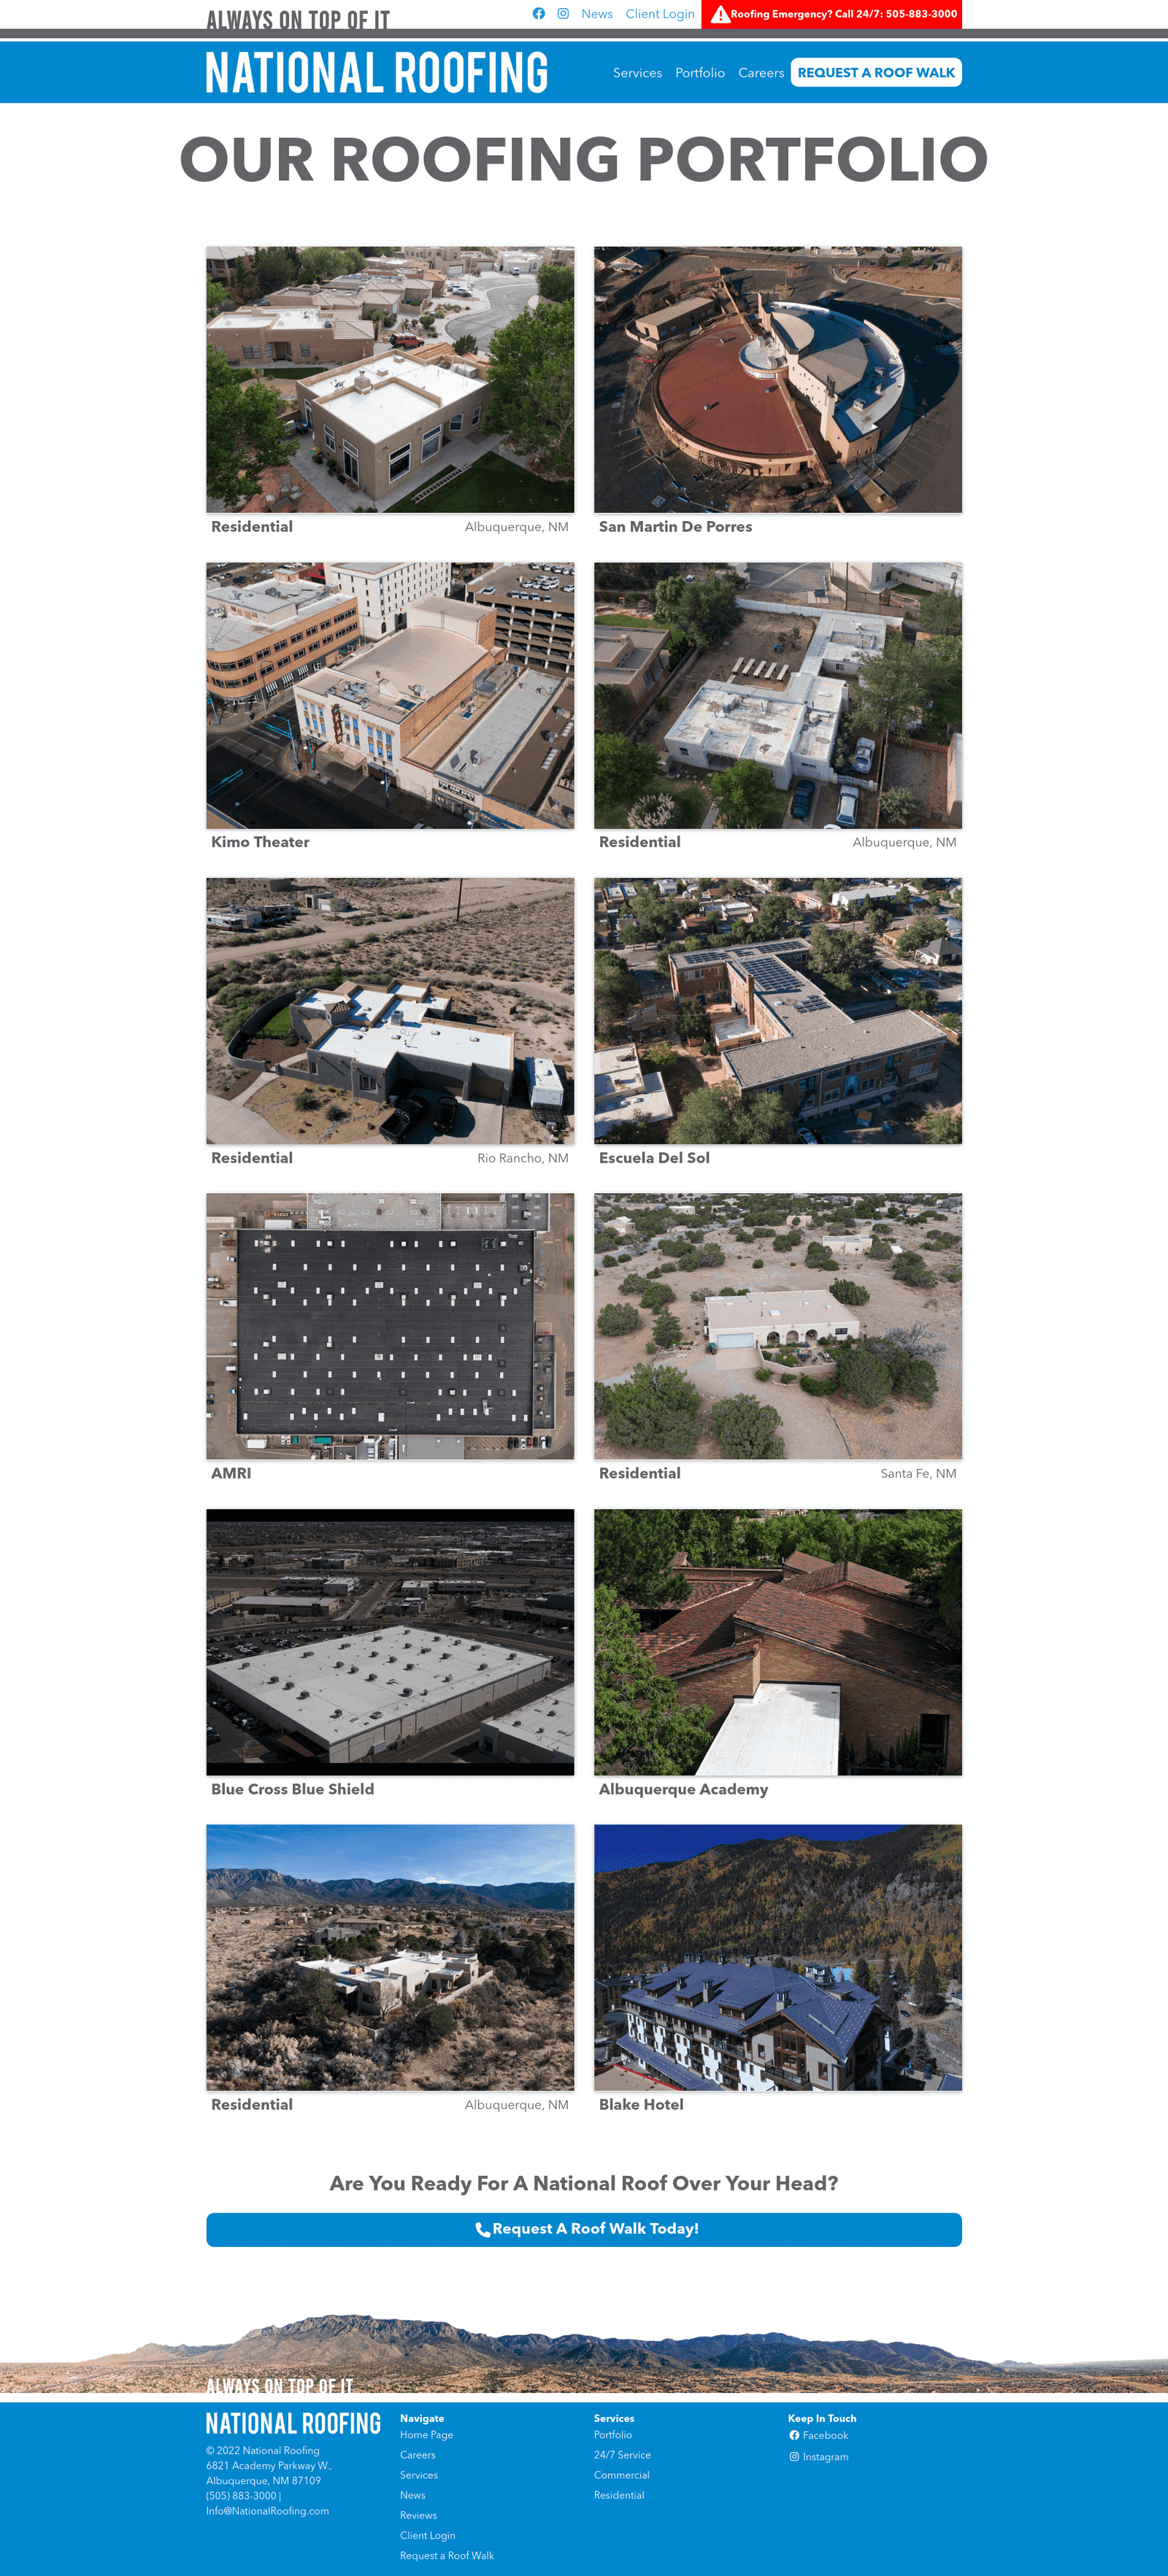 ALWAYS ON TOP OF IT
News Client Login Roofing Emergency? Call 24/7: 505-883-3000
NATIONAL ROOFING
Services Portfolio Careers REQUEST A ROOF WALK
OUR ROOFING PORTFOLIO
Residential Albuquerque, NM
San Martin De Porres
Kimo Theater
Residential Albuquerque, NM
Residential Rio Rancho, NM
Escuela Del Sol
AMRI
Residential Santa Fe, NM
Blue Cross Blue Shield
Albuquerque Academy
Residential Albuquerque, NM
Blake Hotel
Are You Ready For A National Roof Over Your Head?
Request A Roof Walk Today!
ALWAYS ON TOP OF IT
NATIONAL ROOFING
© 2022 National Roofing
6821 Academy Parkway W.,
Albuquerque, NM 87109
(505) 883-3000 |
Info@NationalRoofing.com
Navigate
Home Page
Careers
Services
News
Reviews
Client Login
Request a Roof Walk
Services
Portfolio
24/7 Service
Commercial
Residential
Keep In Touch
Facebook
Instagram